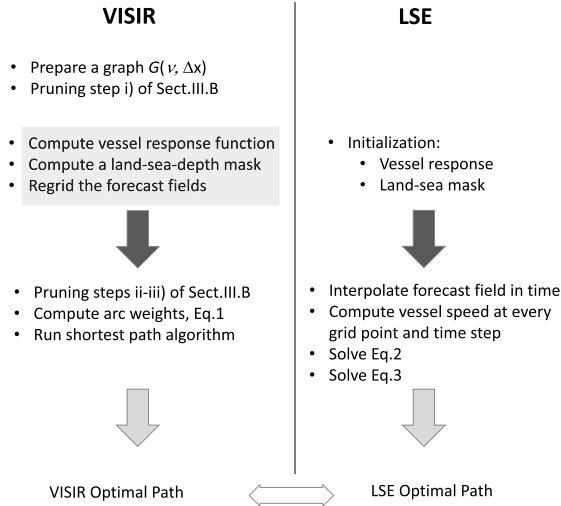 VISIR
• Prepare a graph G(ν, Δx)
• Pruning step i) of Sect.III.B
• Compute vessel response function
• Compute a land-sea-depth mask
• Regrid the forecast fields
• Pruning steps ii-iii) of Sect.III.B
• Compute arc weights, Eq.1
• Run shortest path algorithm
VISIR Optimal Path
LSE
• Initialization:
• Vessel response
• Land-sea mask
• Interpolate forecast field in time
• Compute vessel speed at every
grid point and time step
• Solve Eq.2
• Solve Eq.3
LSE Optimal Path